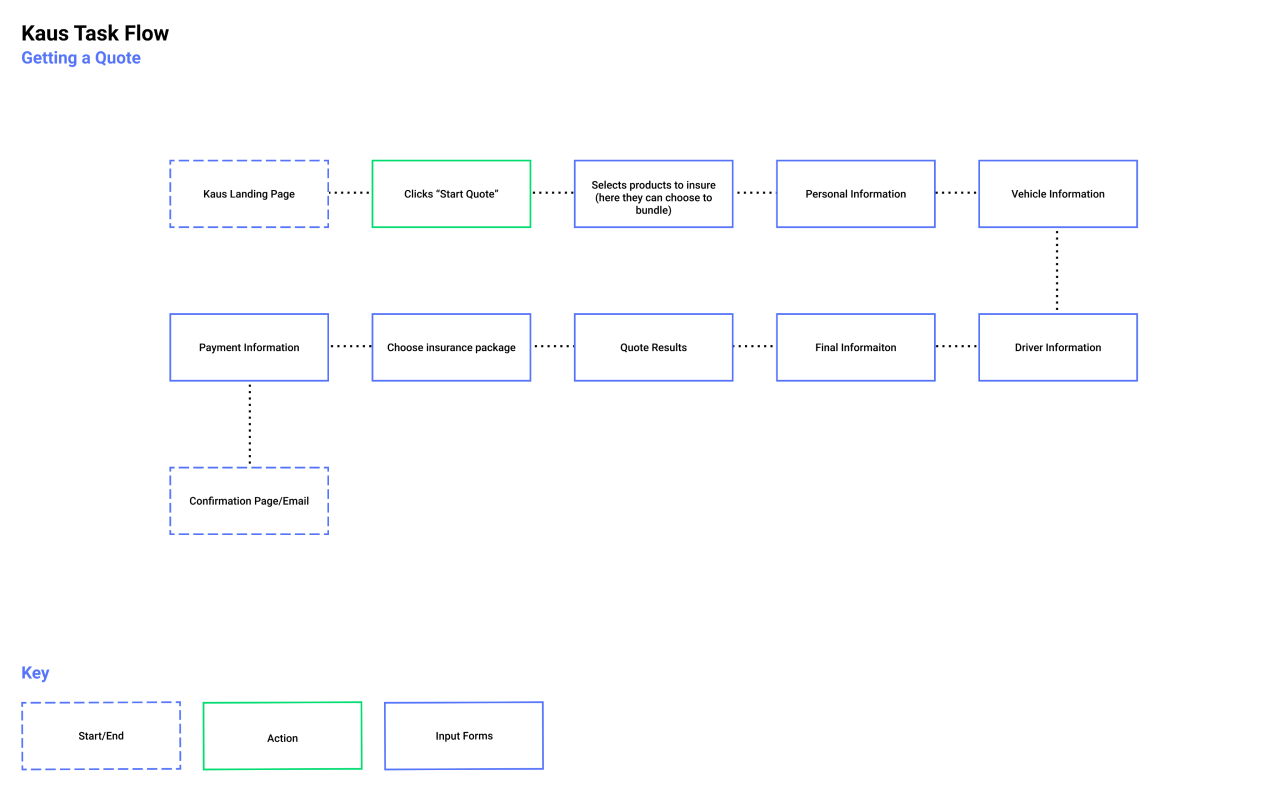 Kaus Task Flow
Getting a Quote
Kaus Landing Page
Clicks “Start Quote”
Selects products to insure
(here they can choose to
bundle)
Personal Information
Vehicle Information
Payment Information
Choose insurance package
Quote Results
Final Informaiton
Driver Information
Confirmation Page/Email
Key
Start/End
Action
Input Forms